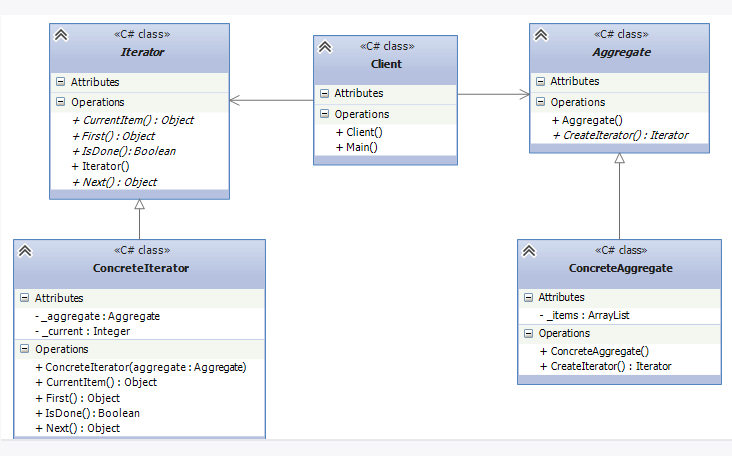 «C# class»
Iterator
Attributes
Operations
+ CurrentItem() : Object
+ First() : Object
+ IsDone(): Boolean
+ Iterator()
+ Next() : Object
«C# class»
Client
Attributes
Operations
+ Client()
+ Main()
«C# class»
Aggregate
Attributes
Operations
+ Aggregate()
+ CreateIterator() : Iterator
«C# class»
ConcreteIterator
Attributes
- _aggregate : Aggregate
- _current : Integer
Operations
+ ConcreteIterator(aggregate : Aggregate)
+ CurrentItem() : Object
+ First() : Object
+ IsDone(): Boolean
+ Next() : Object
«C# class»
ConcreteAggregate
Attributes
- _items : ArrayList
Operations
+ ConcreteAggregate()
+ CreateIterator() : Iterator